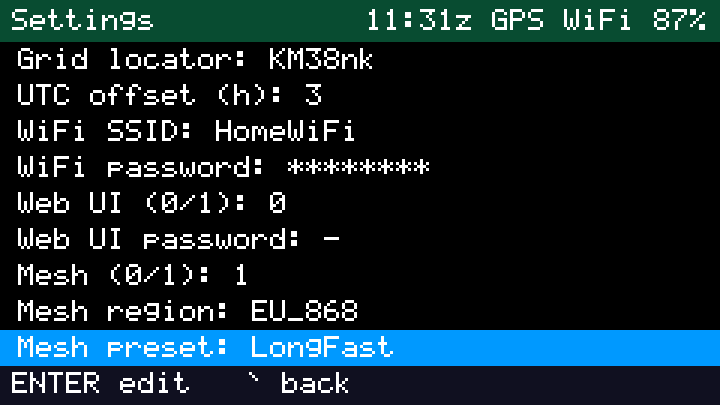 Settings 11:31z GPS WiFi 87%
Grid locator: KM38nk
UTC offset (h): 3
WiFi SSID: HomeWiFi
WiFi password: ********
Web UI (0/1): 0
Web UI password: -
Mesh (0/1): 1
Mesh region: EU_868
Mesh preset: LongFast
ENTER edit ` back